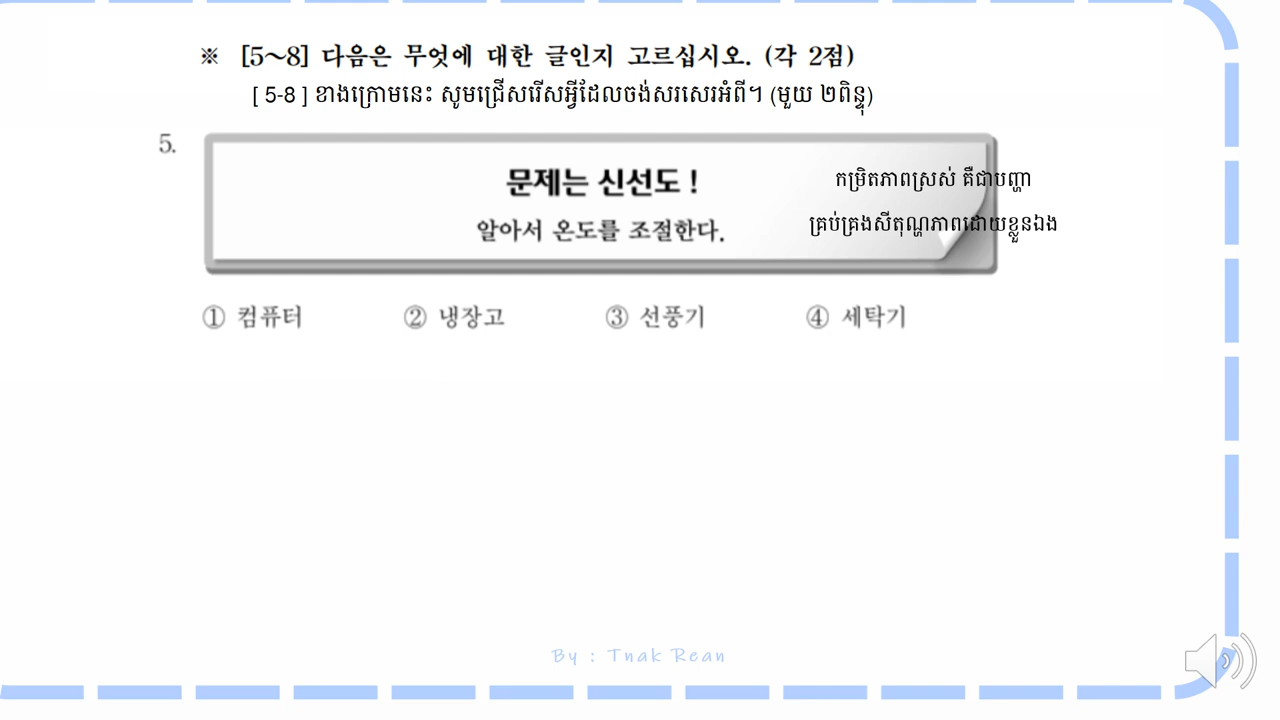 ※ [5～8] 다음은 무엇에 대한 글인지 고르십시오. (각 2점)
[ 5-8 ] ខាងក្រោមនេះ សូមជ្រើសរើសអ្វីដែលចង់សរសេរអំពី។ (មួយ ២ពិន្ទុ)
5.
문제는 신선도 !
កម្រិតភាពស្រស់ គឺជាបញ្ហា
알아서 온도를 조절한다.
គ្រប់គ្រងសីតុណ្ហភាពដោយខ្លួនឯង
① 컴퓨터 ② 냉장고 ③ 선풍기 ④ 세탁기
By : Tnak Rean